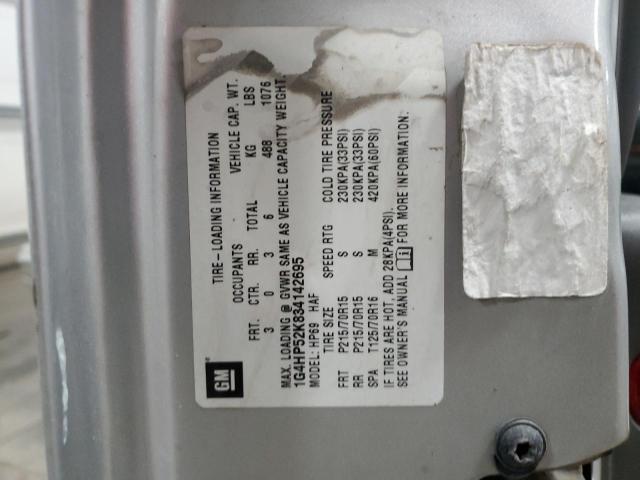 TIRE-LOADING INFORMATION
OCCUPANTS VEHICLE CAP. WT.
FRT. CTR. RR. TOTAL KG LBS
3 0 3 6 488 1076
MAX. LOADING @ GVWR SAME AS VEHICLE CAPACITY WEIGHT.
1G4HP52K834142695
MODEL: HP69 HAF
TIRE SIZE SPEED RTG COLD TIRE PRESSURE
FRT P215/70R15 S 230KPA(33PSI)
RR P215/70R15 S 230KPA(33PSI)
SPA T125/70R16 M 420KPA(60PSI)
IF TIRES ARE HOT, ADD 28KPA(4PSI).
SEE OWNER'S MANUAL i FOR MORE INFORMATION.
GM